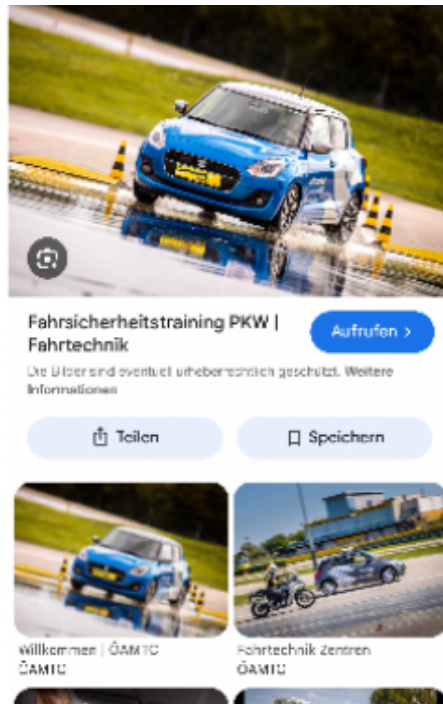 Fahrsicherheitstraining PKW |
Fahrtechnik
Aufrufen >
Die Bilder sind eventuell urheberrechtlich geschützt. Weitere
Informationen
Teilen
Speichern
Willkommen | ÖAMTC
ÖAMTC
Fahrtechnik Zentren
ÖAMTC